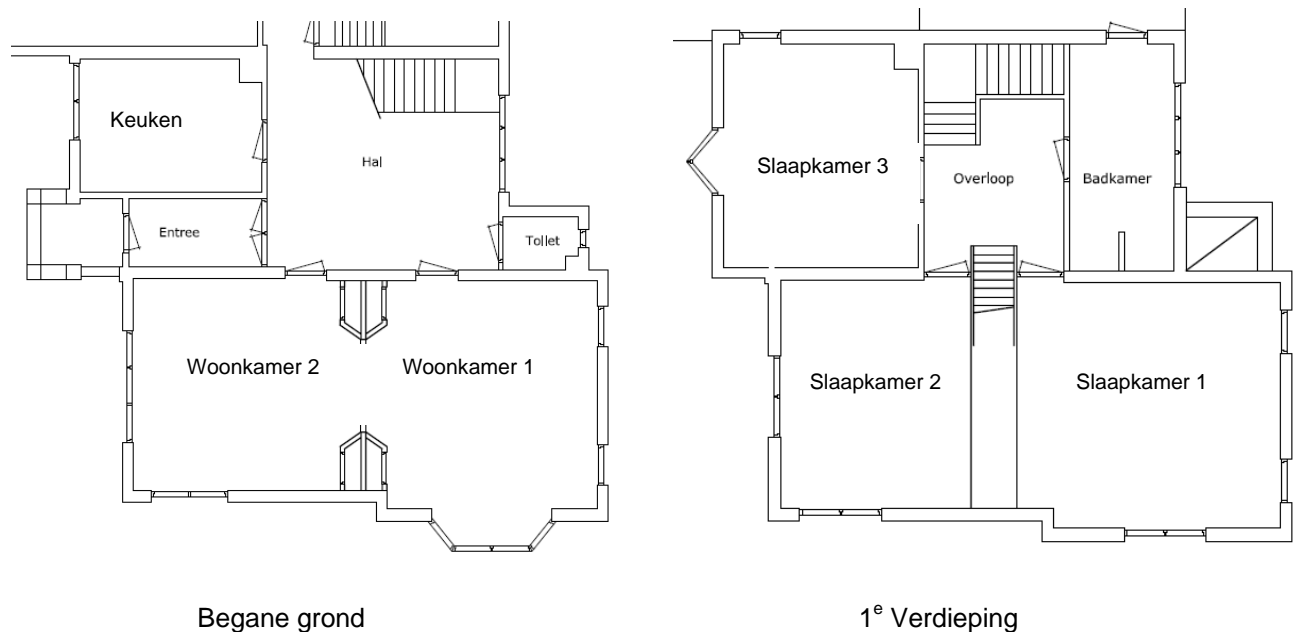 Keuken
Hal
Entree
Toilet
Woonkamer 2
Woonkamer 1
Begane grond
Slaapkamer 3
Overloop
Badkamer
Slaapkamer 2
Slaapkamer 1
1e Verdieping